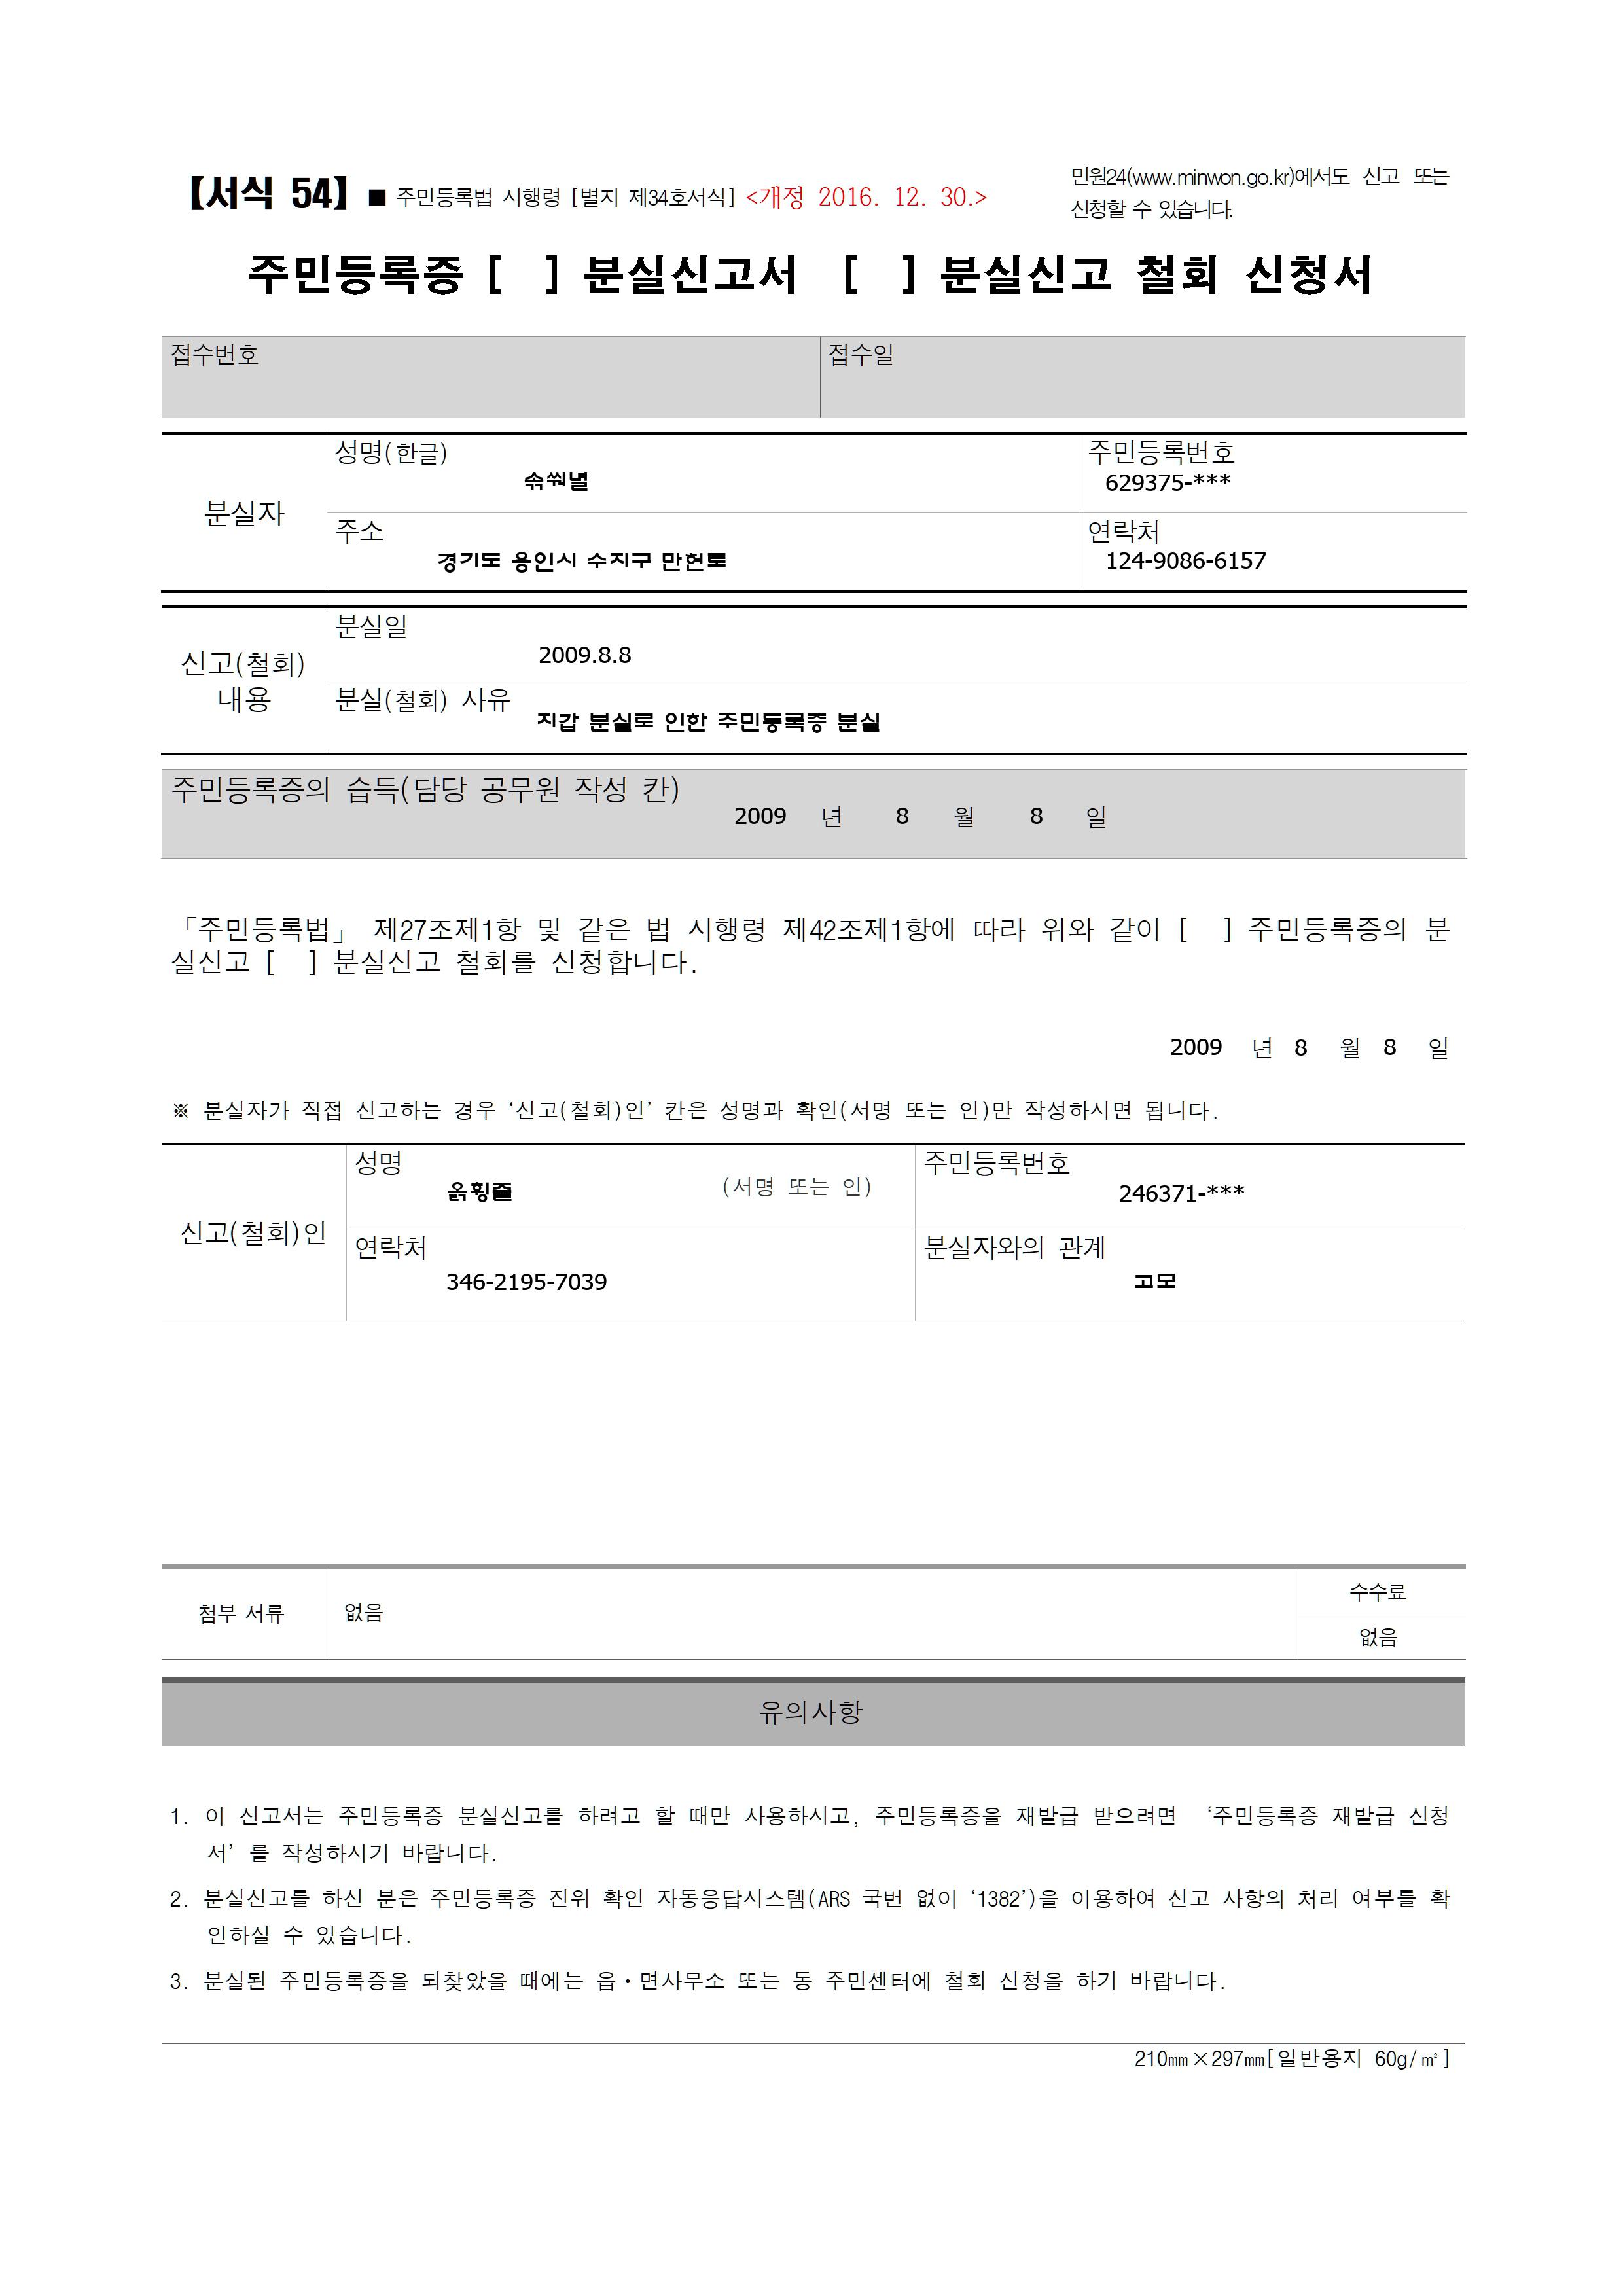 【서식 54】 ■ 주민등록법 시행령 [별지 제34호서식] <개정 2016. 12. 30.>
민원24(www.minwon.go.kr)에서도 신고 또는
신청할 수 있습니다.
주민등록증 [ ] 분실신고서 [ ] 분실신고 철회 신청서
접수번호
접수일
분실자
성명(한글)
주민등록번호
629375-***
주소
경기도 용인시 수지구 만현로
연락처
124-9086-6157
신고(철회)
내용
분실일
2009.8.8
분실(철회) 사유
지갑 분실로 인한 주민등록증 분실
주민등록증의 습득(담당 공무원 작성 칸)
2009 년 8 월 8 일
「주민등록법」 제27조제1항 및 같은 법 시행령 제42조제1항에 따라 위와 같이 [ ] 주민등록증의 분
실신고 [ ] 분실신고 철회를 신청합니다.
2009 년 8 월 8 일
※ 분실자가 직접 신고하는 경우 ‘신고(철회)인’ 칸은 성명과 확인(서명 또는 인)만 작성하시면 됩니다.
신고(철회)인
성명
(서명 또는 인)
주민등록번호
246371-***
연락처
346-2195-7039
분실자와의 관계
고모
첨부 서류
없음
수수료
없음
유의사항
1. 이 신고서는 주민등록증 분실신고를 하려고 할 때만 사용하시고, 주민등록증을 재발급 받으려면 ‘주민등록증 재발급 신청
서’를 작성하시기 바랍니다.
2. 분실신고를 하신 분은 주민등록증 진위 확인 자동응답시스템(ARS 국번 없이 ‘1382’)을 이용하여 신고 사항의 처리 여부를 확
인하실 수 있습니다.
3. 분실된 주민등록증을 되찾았을 때에는 읍·면사무소 또는 동 주민센터에 철회 신청을 하기 바랍니다.
210㎜×297㎜[일반용지 60g/㎡]